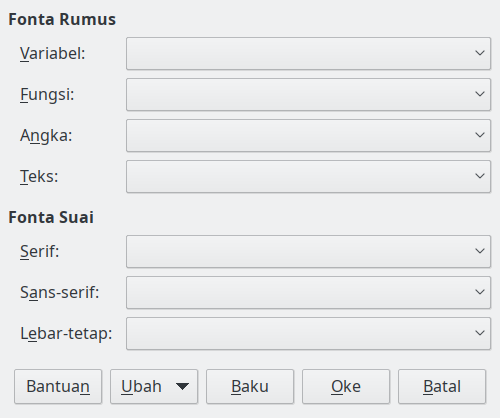 Fonta Rumus
Variabel:
Fungsi:
Angka:
Teks:
Fonta Suai
Serif:
Sans-serif:
Lebar-tetap:
Bantuan Ubah Baku Oke Batal